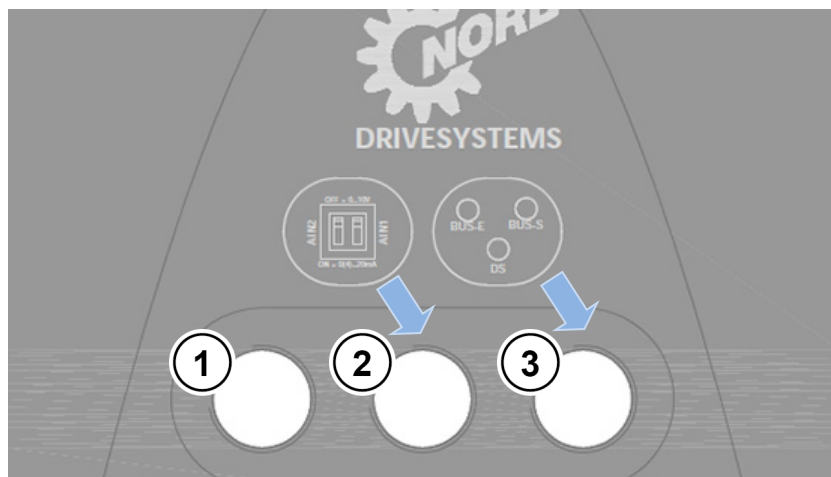 NORD
DRIVESYSTEMS
OFF = 0..10V
AIN2
AIN1
ON = 0(4)..20mA
BUS-E
BUS-S
DS
1
2
3